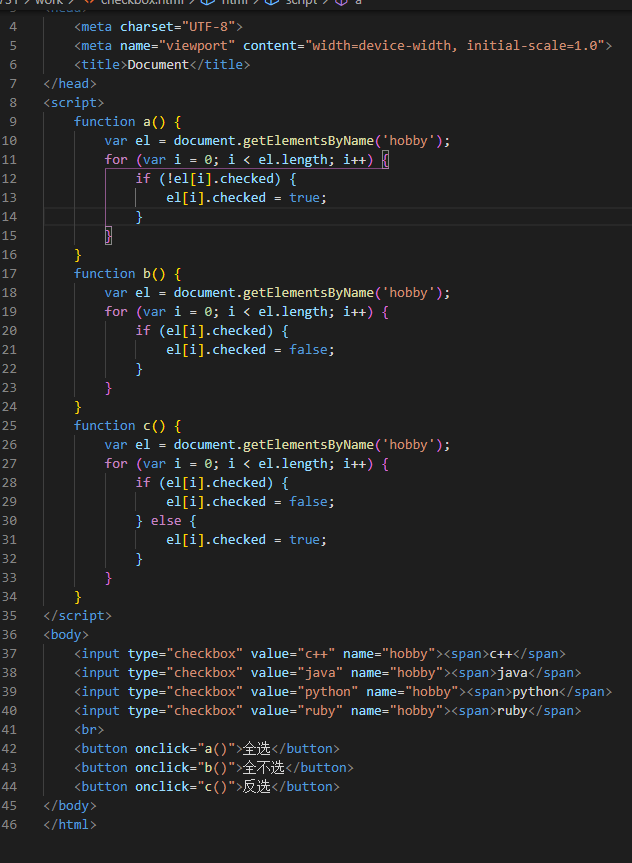 work > checkbox.html > html > script > a
4 <meta charset="UTF-8">
5 <meta name="viewport" content="width=device-width, initial-scale=1.0">
6 <title>Document</title>
7 </head>
8 <script>
9 function a() {
10 var el = document.getElementsByName('hobby');
11 for (var i = 0; i < el.length; i++) {
12 if (!el[i].checked) {
13 el[i].checked = true;
14 }
15 }
16 }
17 function b() {
18 var el = document.getElementsByName('hobby');
19 for (var i = 0; i < el.length; i++) {
20 if (el[i].checked) {
21 el[i].checked = false;
22 }
23 }
24 }
25 function c() {
26 var el = document.getElementsByName('hobby');
27 for (var i = 0; i < el.length; i++) {
28 if (el[i].checked) {
29 el[i].checked = false;
30 } else {
31 el[i].checked = true;
32 }
33 }
34 }
35 </script>
36 <body>
37 <input type="checkbox" value="c++" name="hobby"><span>c++</span>
38 <input type="checkbox" value="java" name="hobby"><span>java</span>
39 <input type="checkbox" value="python" name="hobby"><span>python</span>
40 <input type="checkbox" value="ruby" name="hobby"><span>ruby</span>
41 <br>
42 <button onclick="a()">全选</button>
43 <button onclick="b()">全不选</button>
44 <button onclick="c()">反选</button>
45 </body>
46 </html>